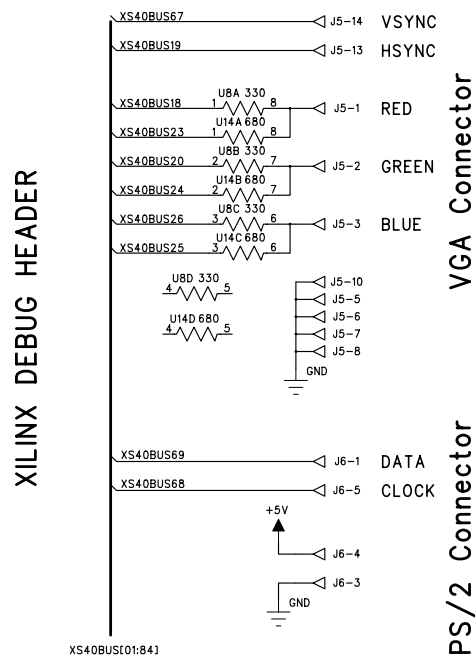 XS40BUS67 J5-14 VSYNC
XS40BUS19 J5-13 HSYNC
U8A 330
XS40BUS18 1 8 J5-1 RED
U14A 680
XS40BUS23 1 8
U8B 330
XS40BUS20 2 7 J5-2 GREEN
U14B 680
XS40BUS24 2 7
U8C 330
XS40BUS26 3 6 J5-3 BLUE
U14C 680
XS40BUS25 3 6
U8D 330
4 5
U14D 680
4 5
J5-10
J5-5
J5-6
J5-7
J5-8
GND
VGA Connector
XILINX DEBUG HEADER
XS40BUS69 J6-1 DATA
XS40BUS68 J6-5 CLOCK
+5V
J6-4
J6-3
GND
PS/2 Connector
XS40BUS[01:84]